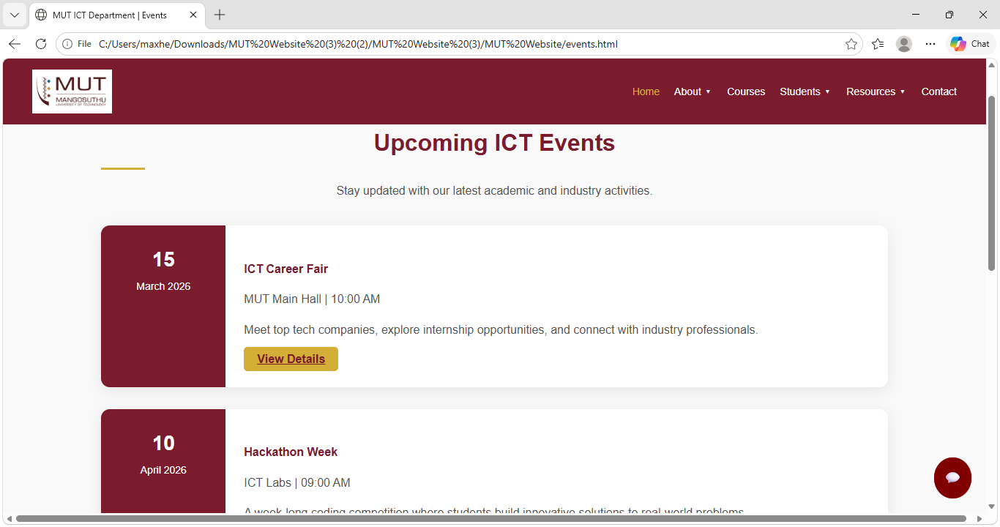 MUT ICT Department | Events
File C:/Users/maxhe/Downloads/MUT%20Website%20(3)%20(2)/MUT%20Website%20(3)/MUT%20Website/events.html
Chat
MUT
MANGOSUTHU
UNIVERSITY OF TECHNOLOGY
Home About Courses Students Resources Contact
Upcoming ICT Events
Stay updated with our latest academic and industry activities.
15
March 2026
ICT Career Fair
MUT Main Hall | 10:00 AM
Meet top tech companies, explore internship opportunities, and connect with industry professionals.
View Details
10
April 2026
Hackathon Week
ICT Labs | 09:00 AM
A week-long coding competition where students build innovative solutions to real-world problems.